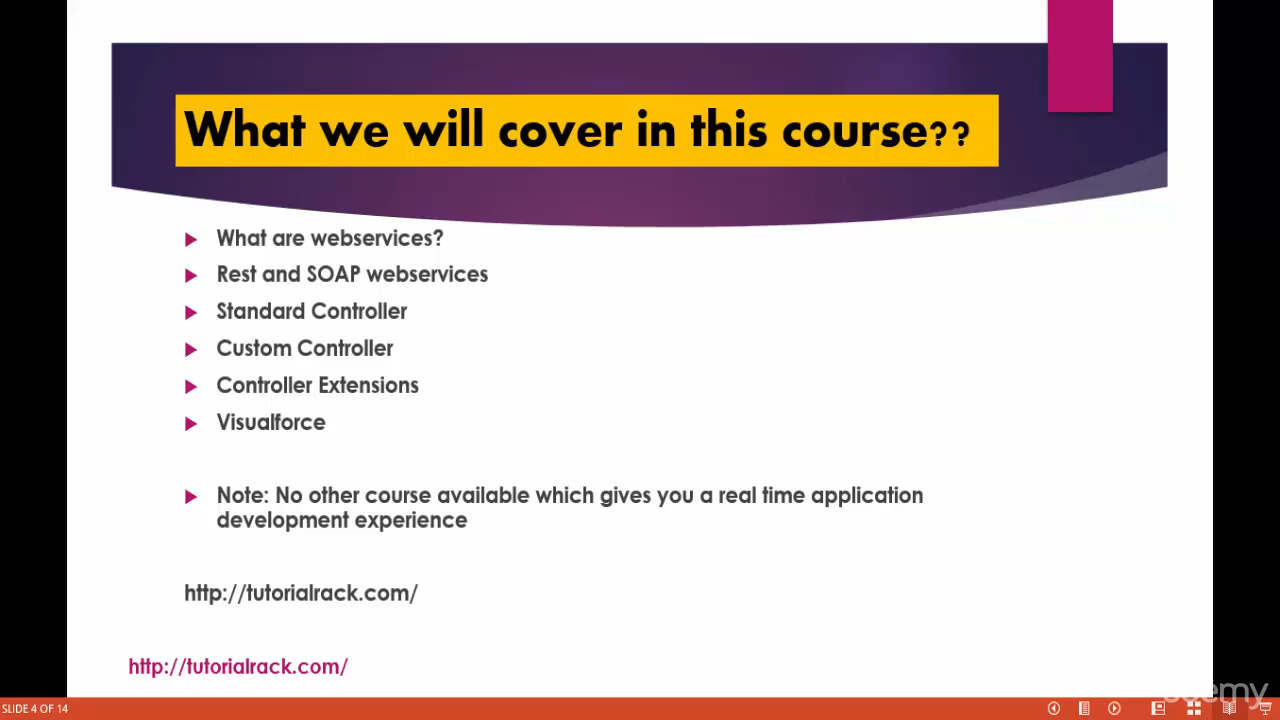 What we will cover in this course??
What are webservices?
Rest and SOAP webservices
Standard Controller
Custom Controller
Controller Extensions
Visualforce
Note: No other course available which gives you a real time application
development experience
http://tutorialrack.com/
http://tutorialrack.com/
SLIDE 4 OF 14
udemy